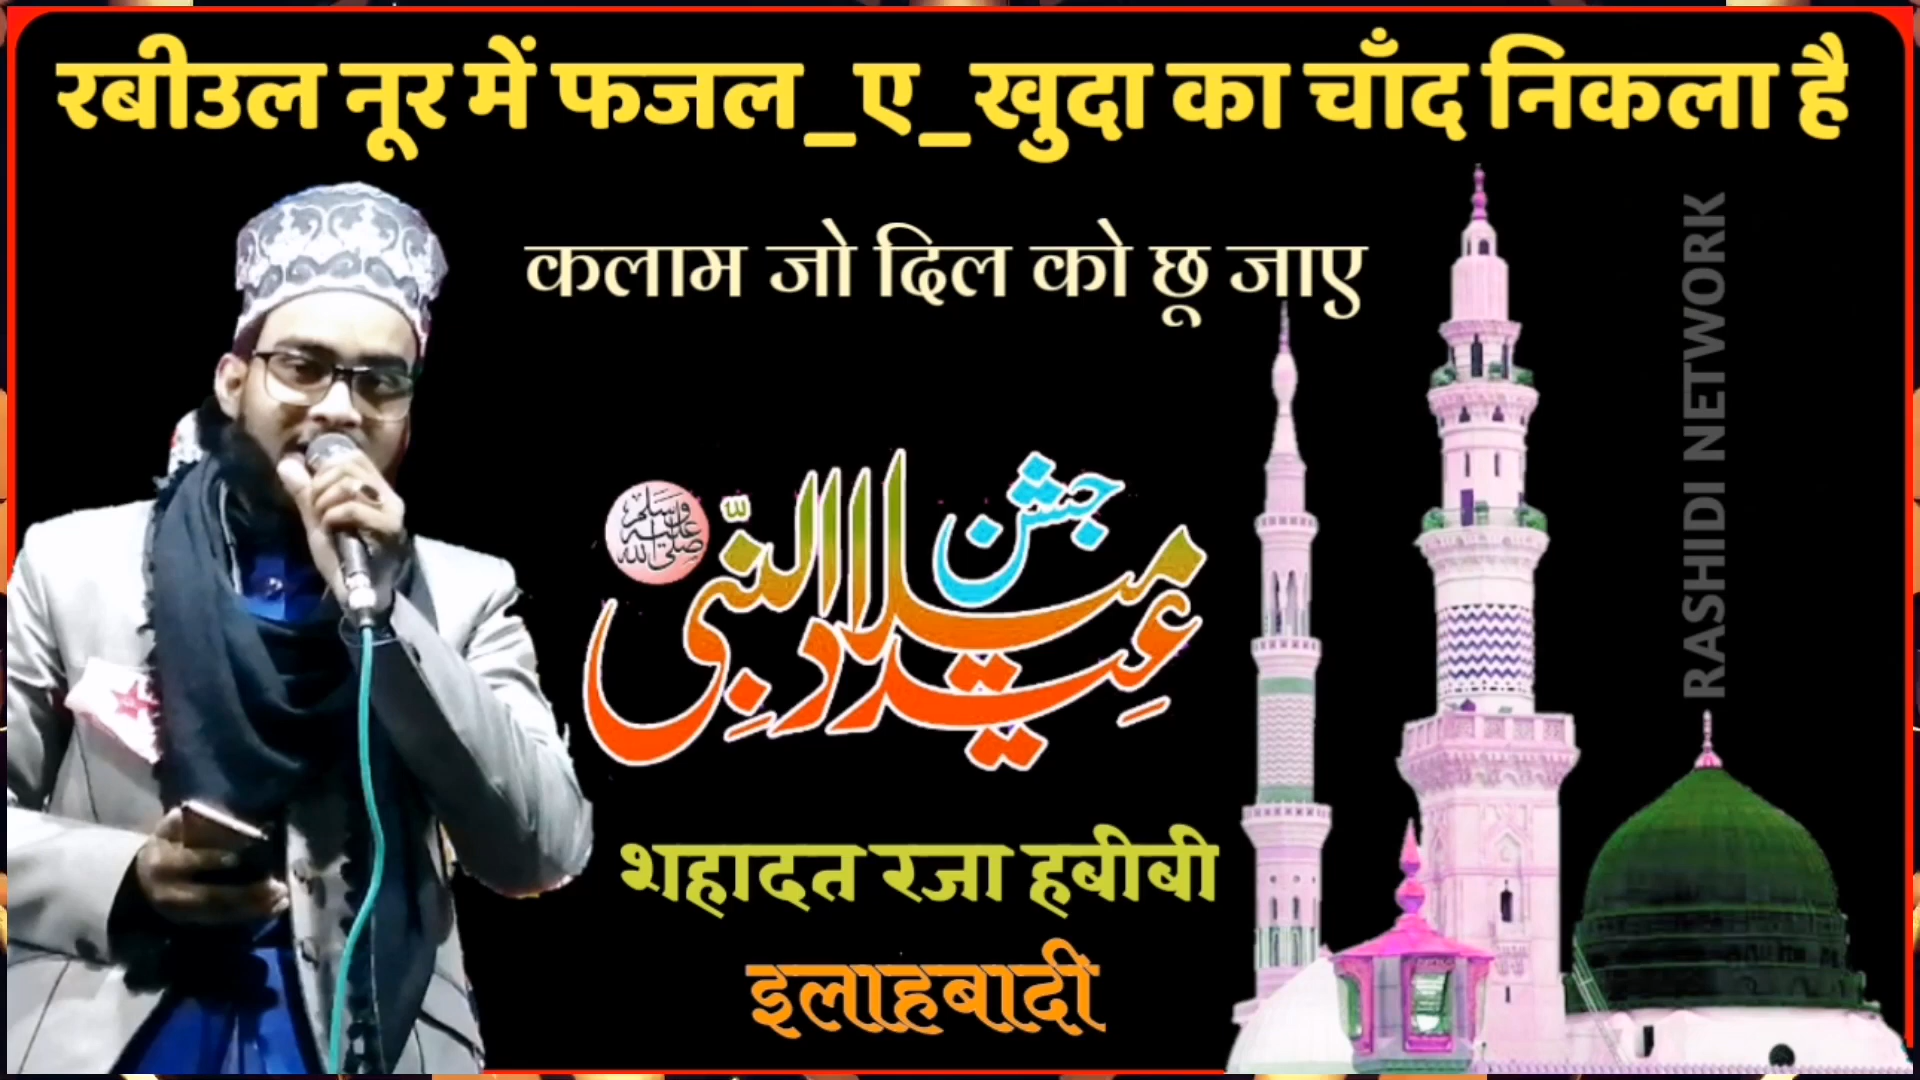 रबीउल नूर में फजल_ए_खुदा का चाँद निकला है
कलाम जो दिल को छू जाए
جشن
عید میلاد النبی
صلی اللہ علیہ وسلم
शहादत रजा हबीबी
इलाहबादी
RASHIDI NETWORK